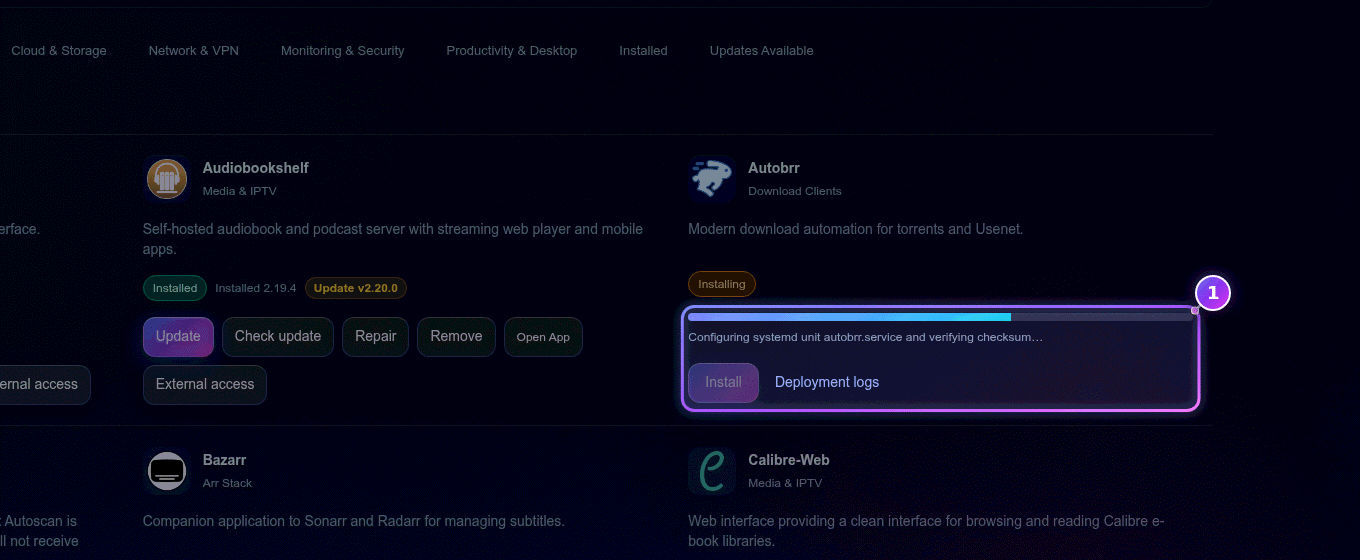 Cloud & Storage Network & VPN Monitoring & Security Productivity & Desktop Installed Updates Available
Audiobookshelf
Media & IPTV
Autobrr
Download Clients
erface.
Self-hosted audiobook and podcast server with streaming web player and mobile
apps.
Modern download automation for torrents and Usenet.
Installed Installed 2.19.4 Update v2.20.0
Installing
1
Update Check update Repair Remove Open App
Configuring systemd unit autobrr.service and verifying checksum…
ernal access
External access
Install Deployment logs
Bazarr
Arr Stack
Calibre-Web
Media & IPTV
Autoscan is
ll not receive
Companion application to Sonarr and Radarr for managing subtitles.
Web interface providing a clean interface for browsing and reading Calibre e-
book libraries.